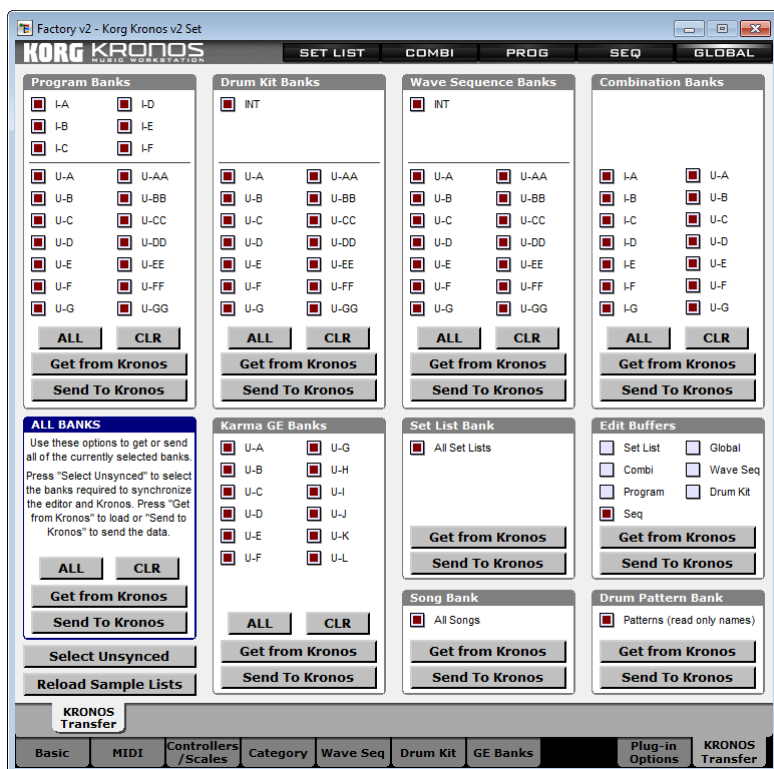 Factory v2 - Korg Kronos v2 Set
KORG KRONOS
MUSIC WORKSTATION
SET LIST COMBI PROG SEQ GLOBAL
Program Banks
I-A I-D
I-B I-E
I-C I-F
U-A U-AA
U-B U-BB
U-C U-CC
U-D U-DD
U-E U-EE
U-F U-FF
U-G U-GG
ALL CLR
Get from Kronos
Send To Kronos
Drum Kit Banks
INT
U-A U-AA
U-B U-BB
U-C U-CC
U-D U-DD
U-E U-EE
U-F U-FF
U-G U-GG
ALL CLR
Get from Kronos
Send To Kronos
Wave Sequence Banks
INT
U-A U-AA
U-B U-BB
U-C U-CC
U-D U-DD
U-E U-EE
U-F U-FF
U-G U-GG
ALL CLR
Get from Kronos
Send To Kronos
Combination Banks
I-A U-A
I-B U-B
I-C U-C
I-D U-D
I-E U-E
I-F U-F
I-G U-G
ALL CLR
Get from Kronos
Send To Kronos
ALL BANKS
Use these options to get or send
all of the currently selected banks.
Press "Select Unsynced" to select
the banks required to synchronize
the editor and Kronos. Press "Get
from Kronos" to load or "Send to
Kronos" to send the data.
ALL CLR
Get from Kronos
Send To Kronos
Select Unsynced
Reload Sample Lists
Karma GE Banks
U-A U-G
U-B U-H
U-C U-I
U-D U-J
U-E U-K
U-F U-L
ALL CLR
Get from Kronos
Send To Kronos
Set List Bank
All Set Lists
Get from Kronos
Send To Kronos
Song Bank
All Songs
Get from Kronos
Send To Kronos
Edit Buffers
Set List Global
Combi Wave Seq
Program Drum Kit
Seq
Get from Kronos
Send To Kronos
Drum Pattern Bank
Patterns (read only names)
Get from Kronos
Send To Kronos
KRONOS
Transfer
Basic MIDI Controllers
/Scales Category Wave Seq Drum Kit GE Banks Plug-in
Options KRONOS
Transfer